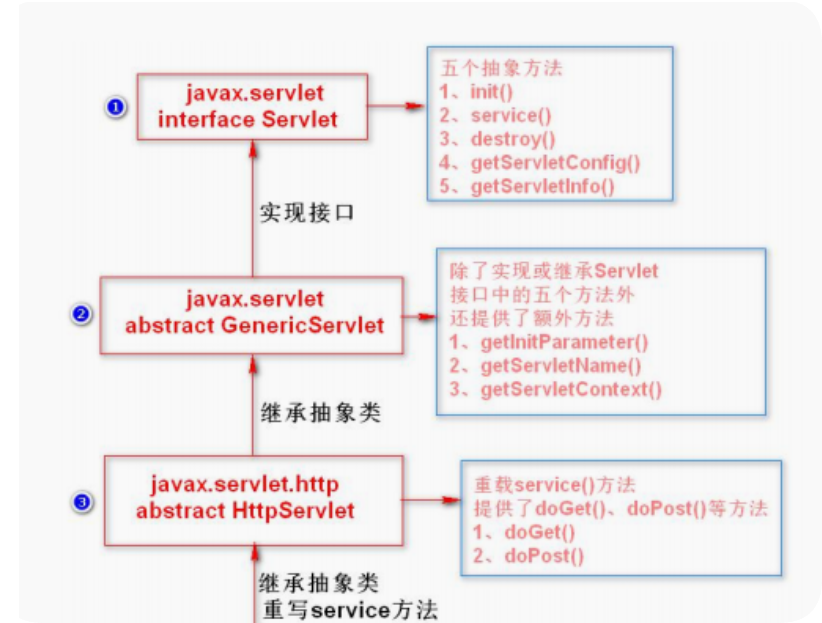 ❶
javax.servlet
interface Servlet
五个抽象方法
1、init()
2、service()
3、destroy()
4、getServletConfig()
5、getServletInfo()
实现接口
❷
javax.servlet
abstract GenericServlet
除了实现或继承Servlet
接口中的五个方法外
还提供了额外方法
1、getInitParameter()
2、getServletName()
3、getServletContext()
继承抽象类
❸
javax.servlet.http
abstract HttpServlet
重载service()方法
提供了doGet()、doPost()等方法
1、doGet()
2、doPost()
继承抽象类
重写service方法